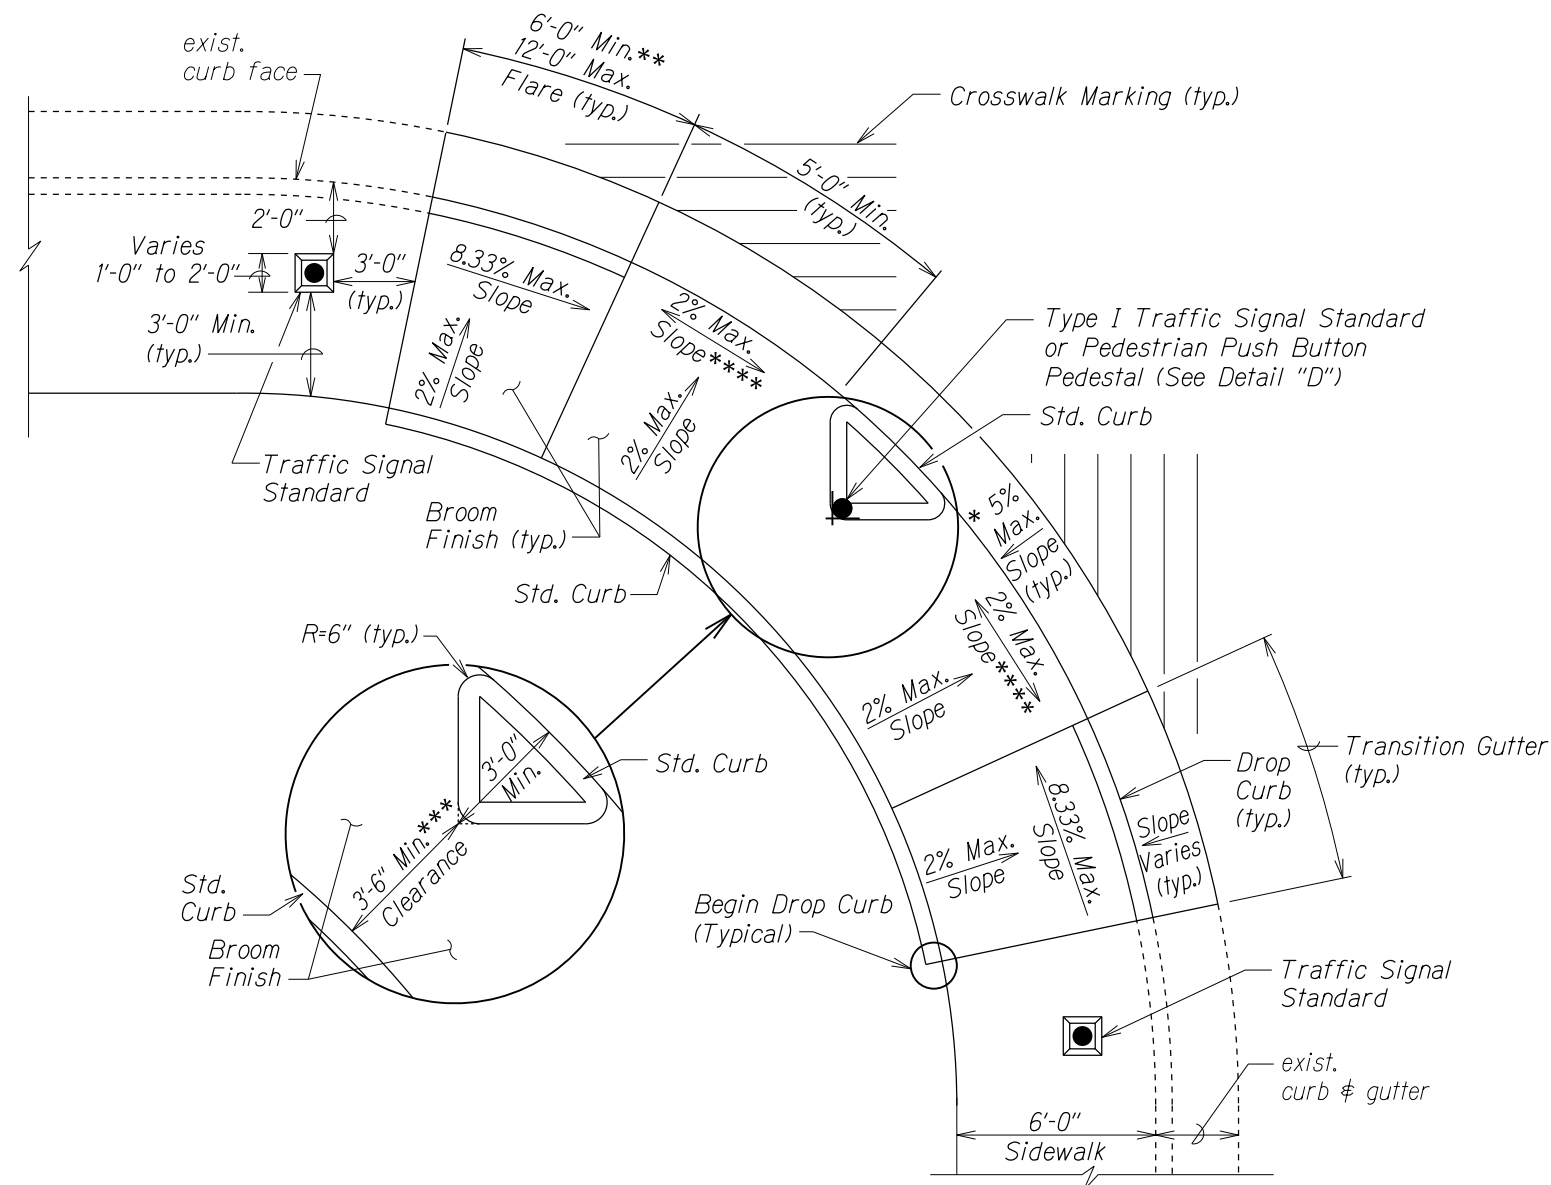 6'-0" Min.**
12'-0" Max.
Flare (typ.)
exist.
curb face
Crosswalk Marking (typ.)
5'-0" Min.
(typ.)
2'-0"
Varies
1'-0" to 2'-0"
3'-0"
(typ.)
8.33% Max.
Slope
3'-0" Min.
(typ.)
2% Max.
Slope
2% Max.
Slope****
2% Max.
Slope
Type I Traffic Signal Standard
or Pedestrian Push Button
Pedestal (See Detail "D")
Std. Curb
Traffic Signal
Standard
Broom
Finish (typ.)
* 5%
Max.
Slope
(typ.)
Std. Curb
2% Max.
Slope****
R=6" (typ.)
2% Max.
Slope
3'-0"
Min.
Std. Curb
Transition Gutter
(typ.)
Drop
Curb
(typ.)
8.33% Max.
Slope
Slope
Varies
(typ.)
2% Max.
Slope
3'-6" Min.***
Clearance
Std.
Curb
Broom
Finish
Begin Drop Curb
(Typical)
Traffic Signal
Standard
exist.
curb & gutter
6'-0"
Sidewalk